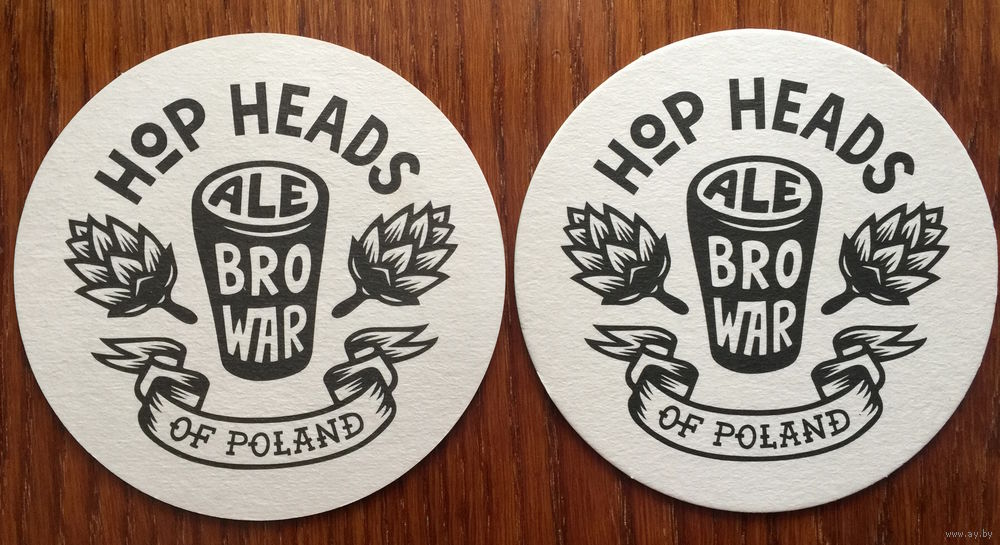 HOP HEADS
ALE
BRO
WAR
OF POLAND
HOP HEADS
ALE
BRO
WAR
OF POLAND
www.ay.by